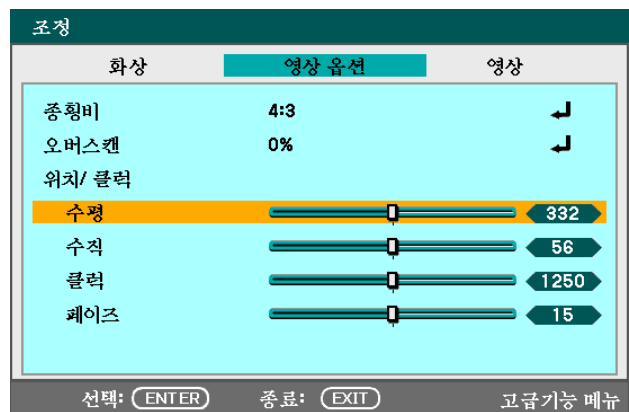 조정
화상 영상 옵션 영상
종횡비 4:3
오버스캔 0%
위치/ 클럭
수평 332
수직 56
클럭 1250
페이즈 15
선택: ENTER 종료: EXIT 고급기능 메뉴